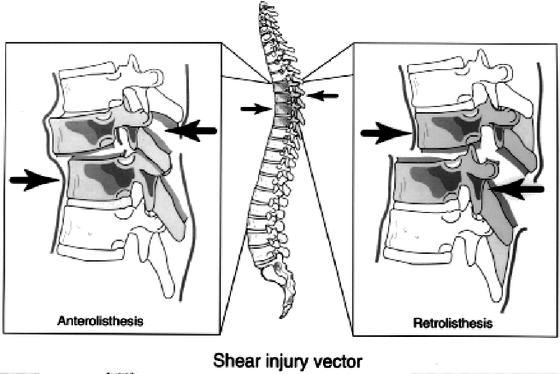 Anterolisthesis
Retrolisthesis
Shear injury vector